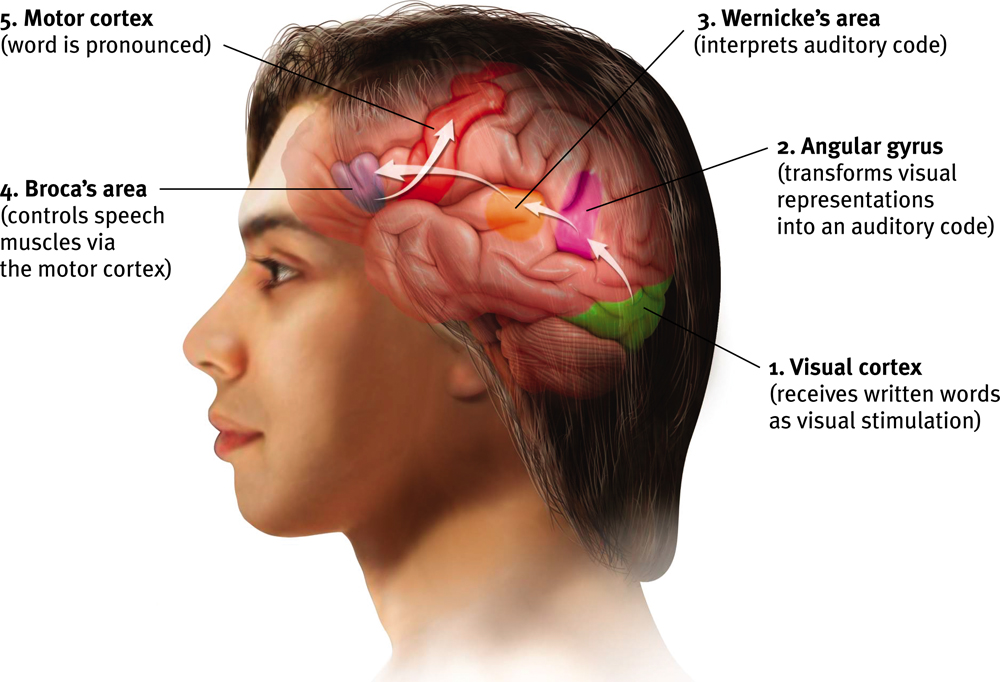 5. Motor cortex
(word is pronounced)
3. Wernicke’s area
(interprets auditory code)
2. Angular gyrus
(transforms visual
representations
into an auditory code)
4. Broca’s area
(controls speech
muscles via
the motor cortex)
1. Visual cortex
(receives written words
as visual stimulation)